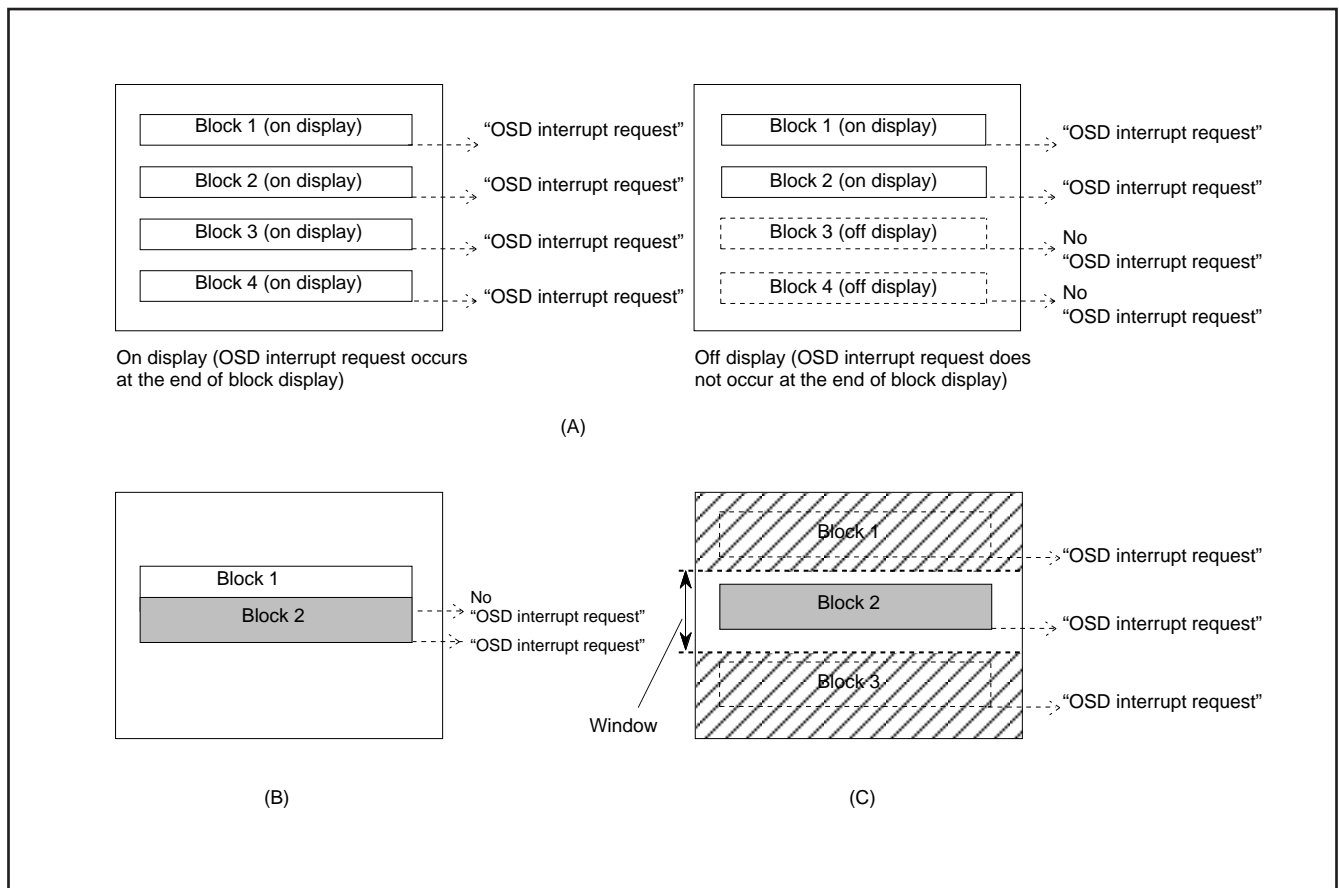 Block 1 (on display)
“OSD interrupt request”
Block 2 (on display)
“OSD interrupt request”
Block 3 (on display)
“OSD interrupt request”
Block 4 (on display)
“OSD interrupt request”
On display (OSD interrupt request occurs
at the end of block display)
Block 1 (on display)
“OSD interrupt request”
Block 2 (on display)
“OSD interrupt request”
Block 3 (off display)
No
“OSD interrupt request”
Block 4 (off display)
No
“OSD interrupt request”
Off display (OSD interrupt request does
not occur at the end of block display)
(A)
Block 1
Block 2
No
“OSD interrupt request”
“OSD interrupt request”
(B)
Block 1
“OSD interrupt request”
Block 2
“OSD interrupt request”
Block 3
“OSD interrupt request”
Window
(C)